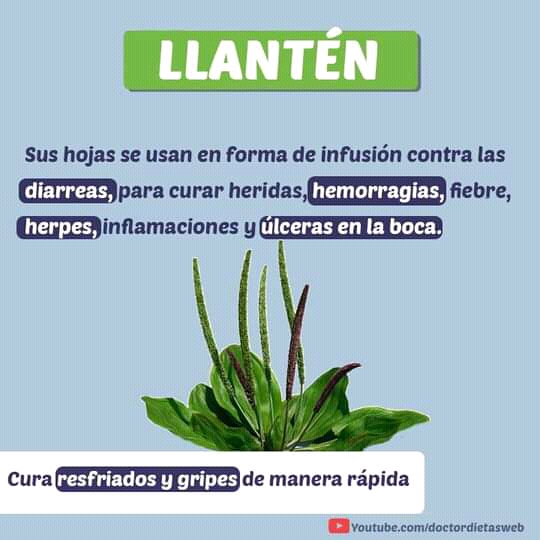 LLANTÉN
Sus hojas se usan en forma de infusión contra las
diarreas, para curar heridas, hemorragias, fiebre,
herpes, inflamaciones y úlceras en la boca.
Cura resfriados y gripes de manera rápida
Youtube.com/doctordietasweb